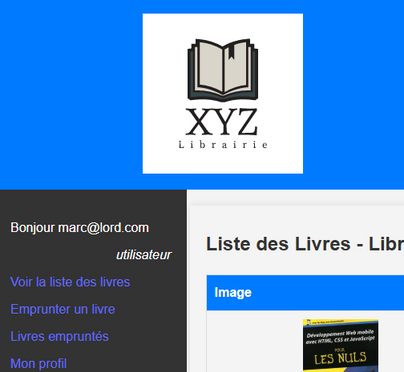 XYZ
Librairie
Bonjour marc@lord.com
utilisateur
Voir la liste des livres
Emprunter un livre
Livres empruntés
Mon profil
Liste des Livres - Libr
Image
Développement Web mobile
avec HTML, CSS et JavaScript
POUR
LES NULS